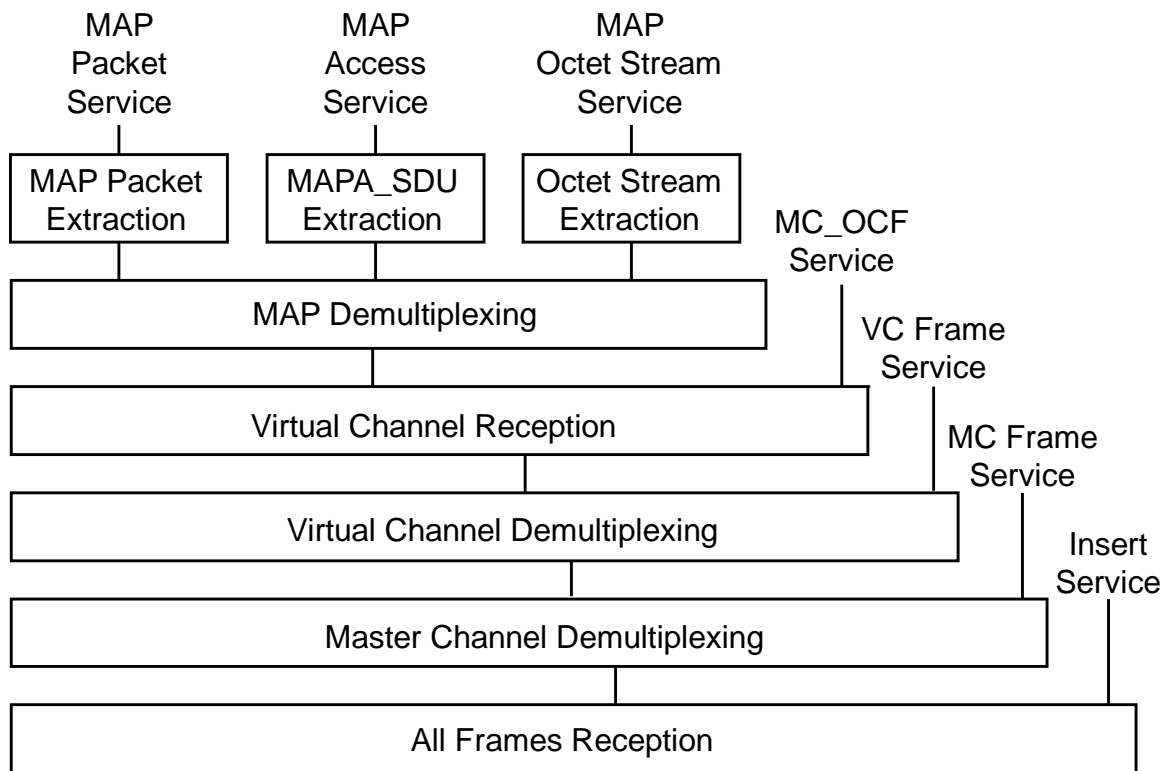 MAP
Packet
Service
MAP
Access
Service
MAP
Octet Stream
Service
MAP Packet
Extraction
MAPA_SDU
Extraction
Octet Stream
Extraction
MC_OCF
Service
MAP Demultiplexing
VC Frame
Service
Virtual Channel Reception
MC Frame
Service
Virtual Channel Demultiplexing
Insert
Service
Master Channel Demultiplexing
All Frames Reception